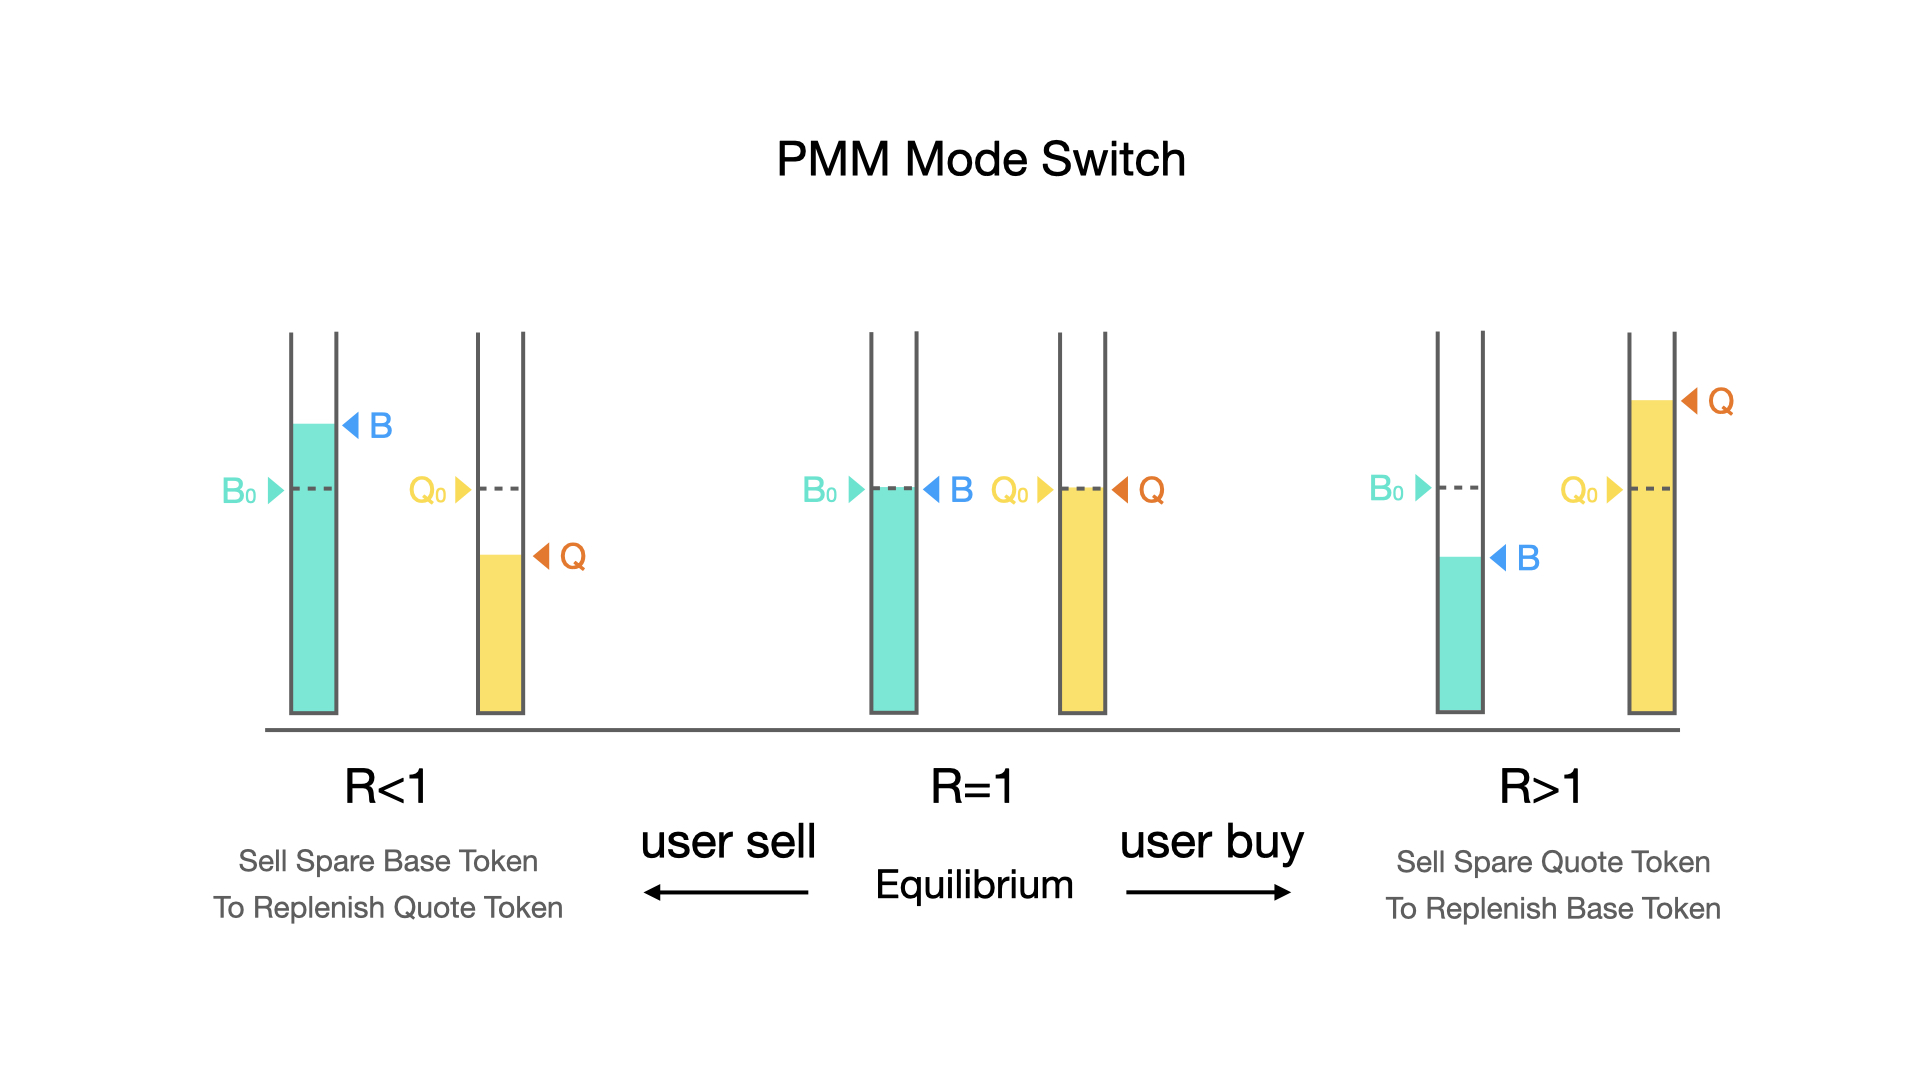 PMM Mode Switch
B
B₀
Q₀
Q
B₀
B
Q₀
Q
B₀
B
Q₀
Q
R<1
R=1
R>1
user sell
user buy
Equilibrium
Sell Spare Base Token
To Replenish Quote Token
Sell Spare Quote Token
To Replenish Base Token